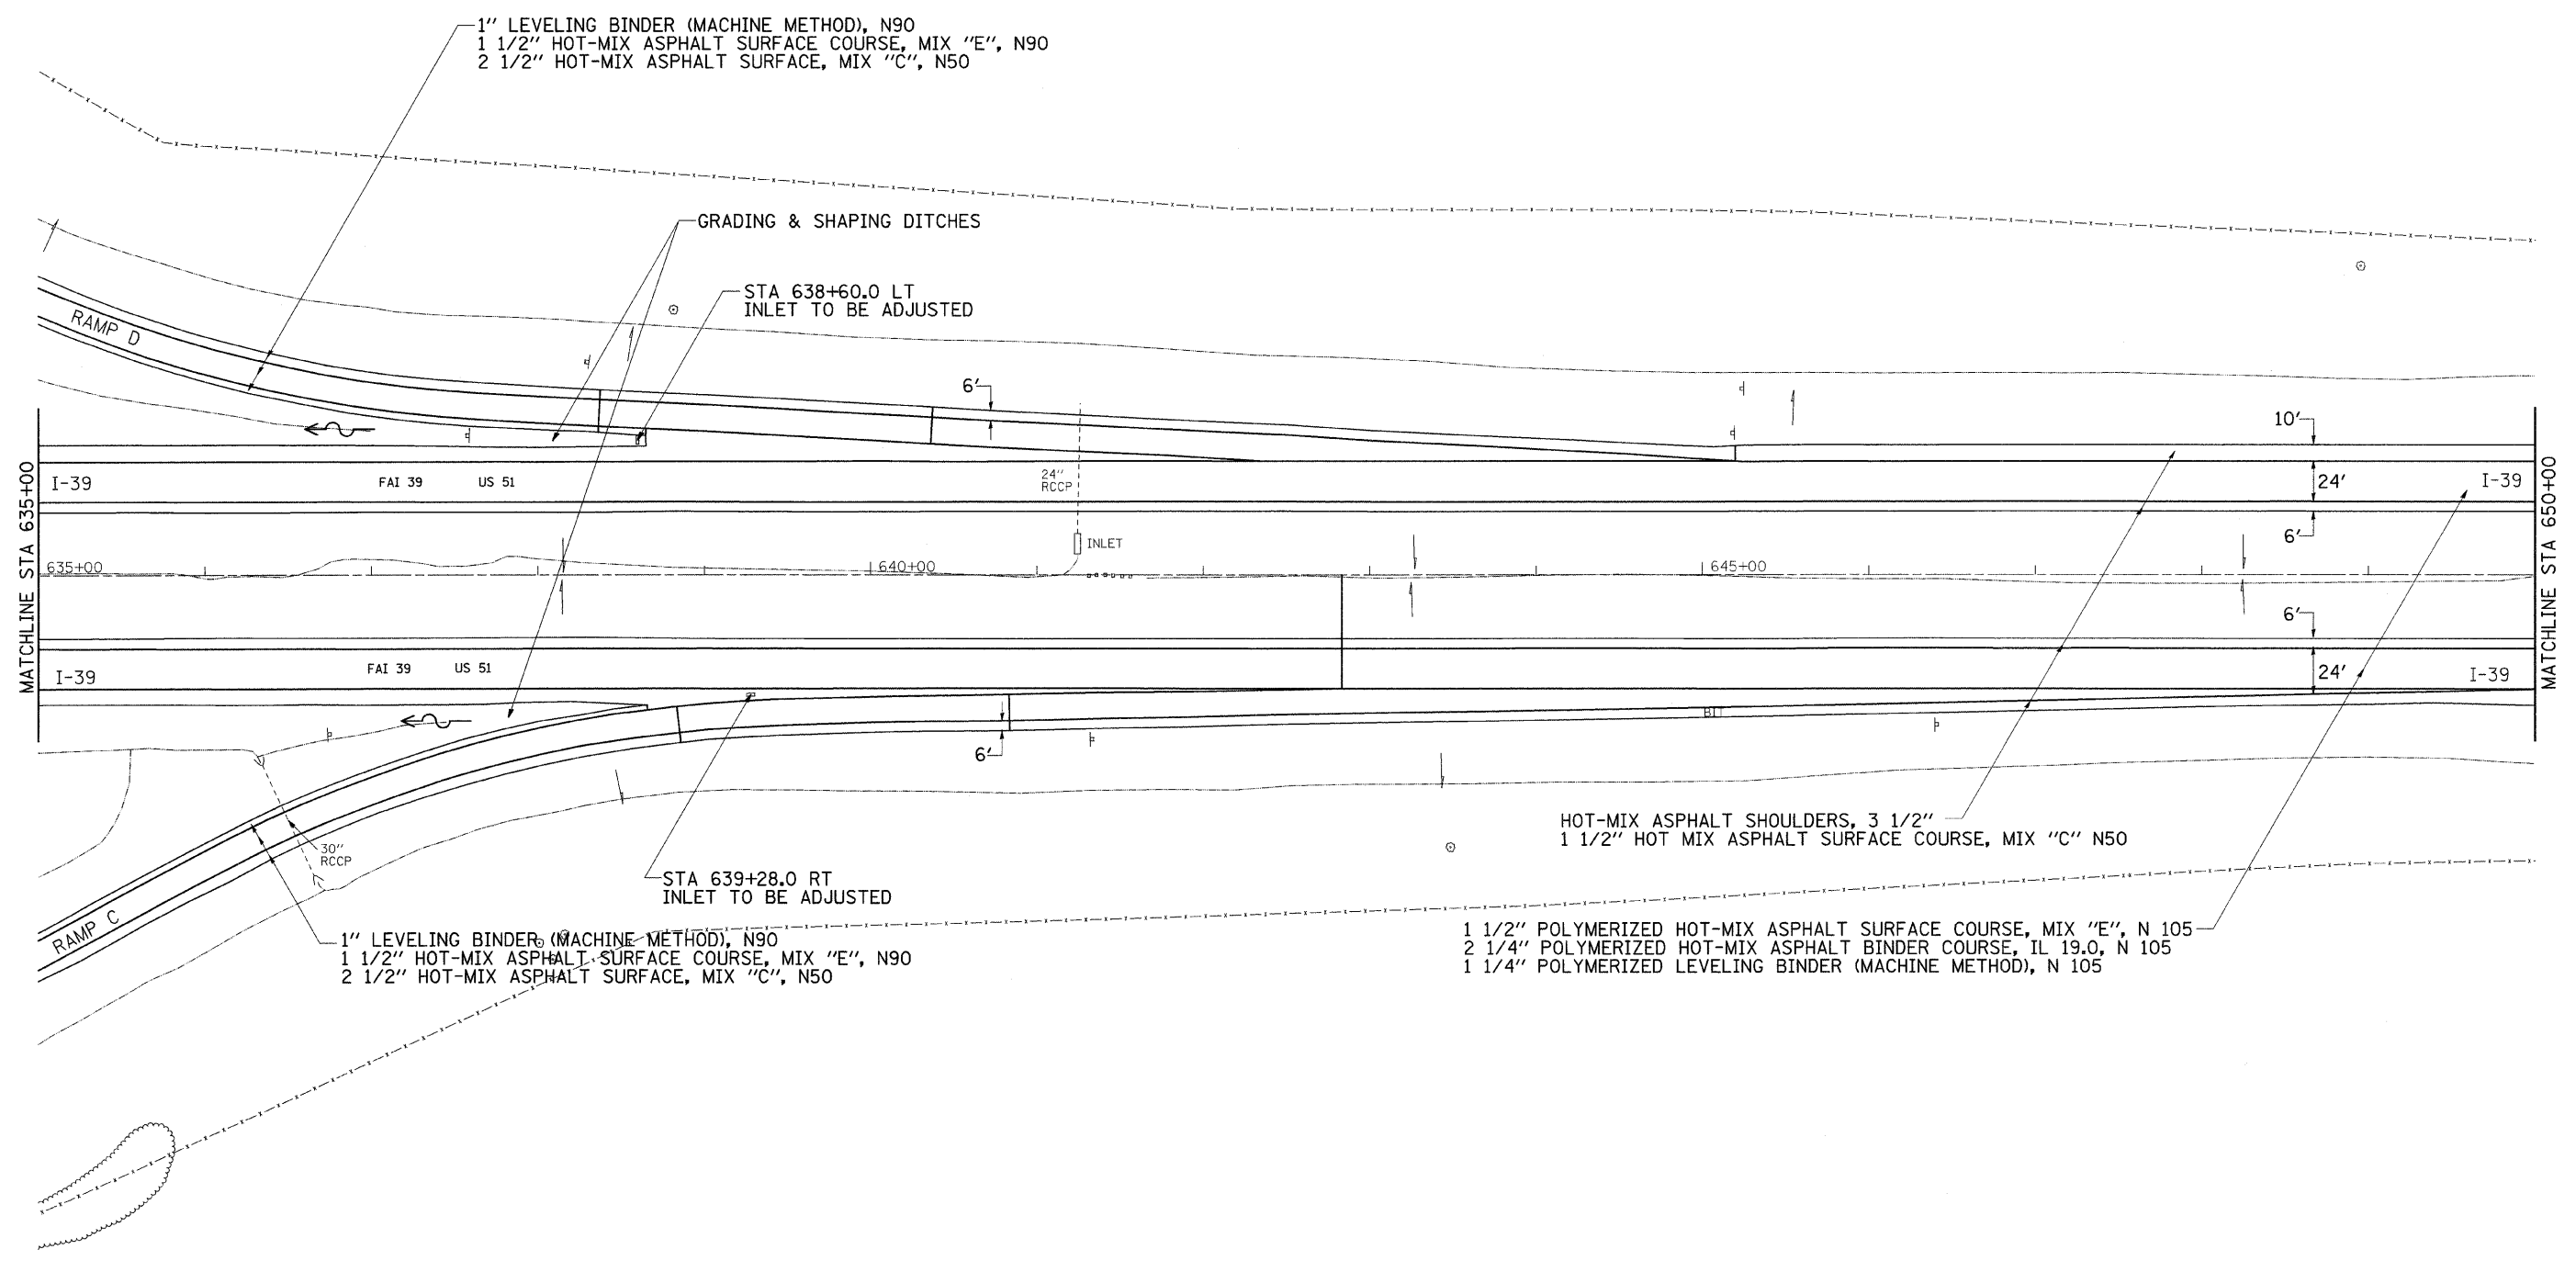 1" LEVELING BINDER (MACHINE METHOD), N90
1 1/2" HOT-MIX ASPHALT SURFACE COURSE, MIX "E", N90
2 1/2" HOT-MIX ASPHALT SURFACE, MIX "C", N50
GRADING & SHAPING DITCHES
STA 638+60.0 LT
INLET TO BE ADJUSTED
RAMP D
6'
10'
MATCHLINE STA 635+00
I-39
FAI 39 US 51
24"
RCCP
24'
I-39
MATCHLINE STA 650+00
6'
INLET
635+00
640+00
645+00
6'
I-39
FAI 39 US 51
24'
I-39
BIT
6'
30"
RCCP
HOT-MIX ASPHALT SHOULDERS, 3 1/2"
1 1/2" HOT MIX ASPHALT SURFACE COURSE, MIX "C" N50
STA 639+28.0 RT
INLET TO BE ADJUSTED
RAMP C
1" LEVELING BINDER (MACHINE METHOD), N90
1 1/2" HOT-MIX ASPHALT SURFACE COURSE, MIX "E", N90
2 1/2" HOT-MIX ASPHALT SURFACE, MIX "C", N50
1 1/2" POLYMERIZED HOT-MIX ASPHALT SURFACE COURSE, MIX "E", N 105
2 1/4" POLYMERIZED HOT-MIX ASPHALT BINDER COURSE, IL 19.0, N 105
1 1/4" POLYMERIZED LEVELING BINDER (MACHINE METHOD), N 105